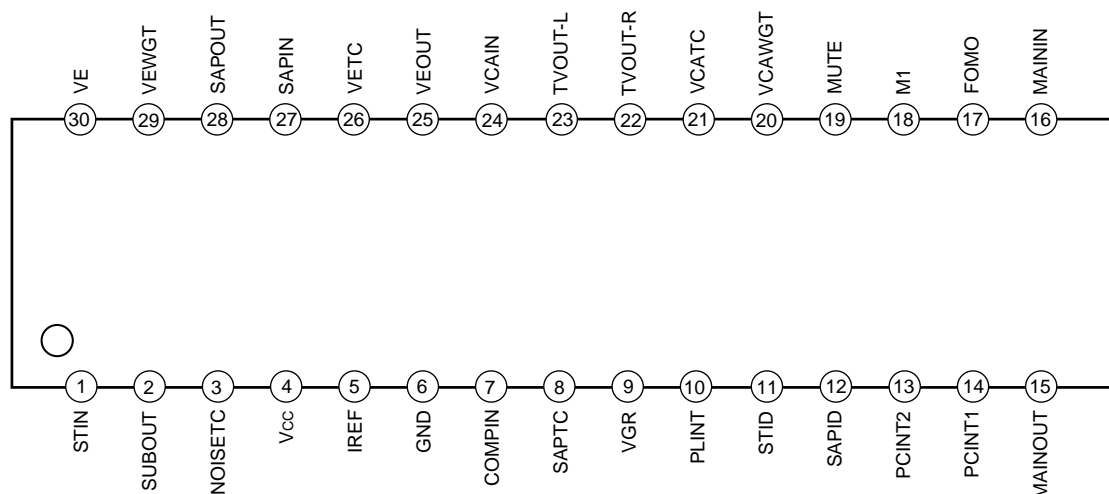 VE VEWGT SAPOUT SAPIN VETC VEOUT VCAIN TVOUT-L TVOUT-R VCATC VCAWGT MUTE M1 FOMO MAININ
30 29 28 27 26 25 24 23 22 21 20 19 18 17 16
1 2 3 4 5 6 7 8 9 10 11 12 13 14 15
STIN SUBOUT NOISETC Vcc IREF GND COMPIN SAPTC VGR PLINT STID SAPID PCINT2 PCINT1 MAINOUT